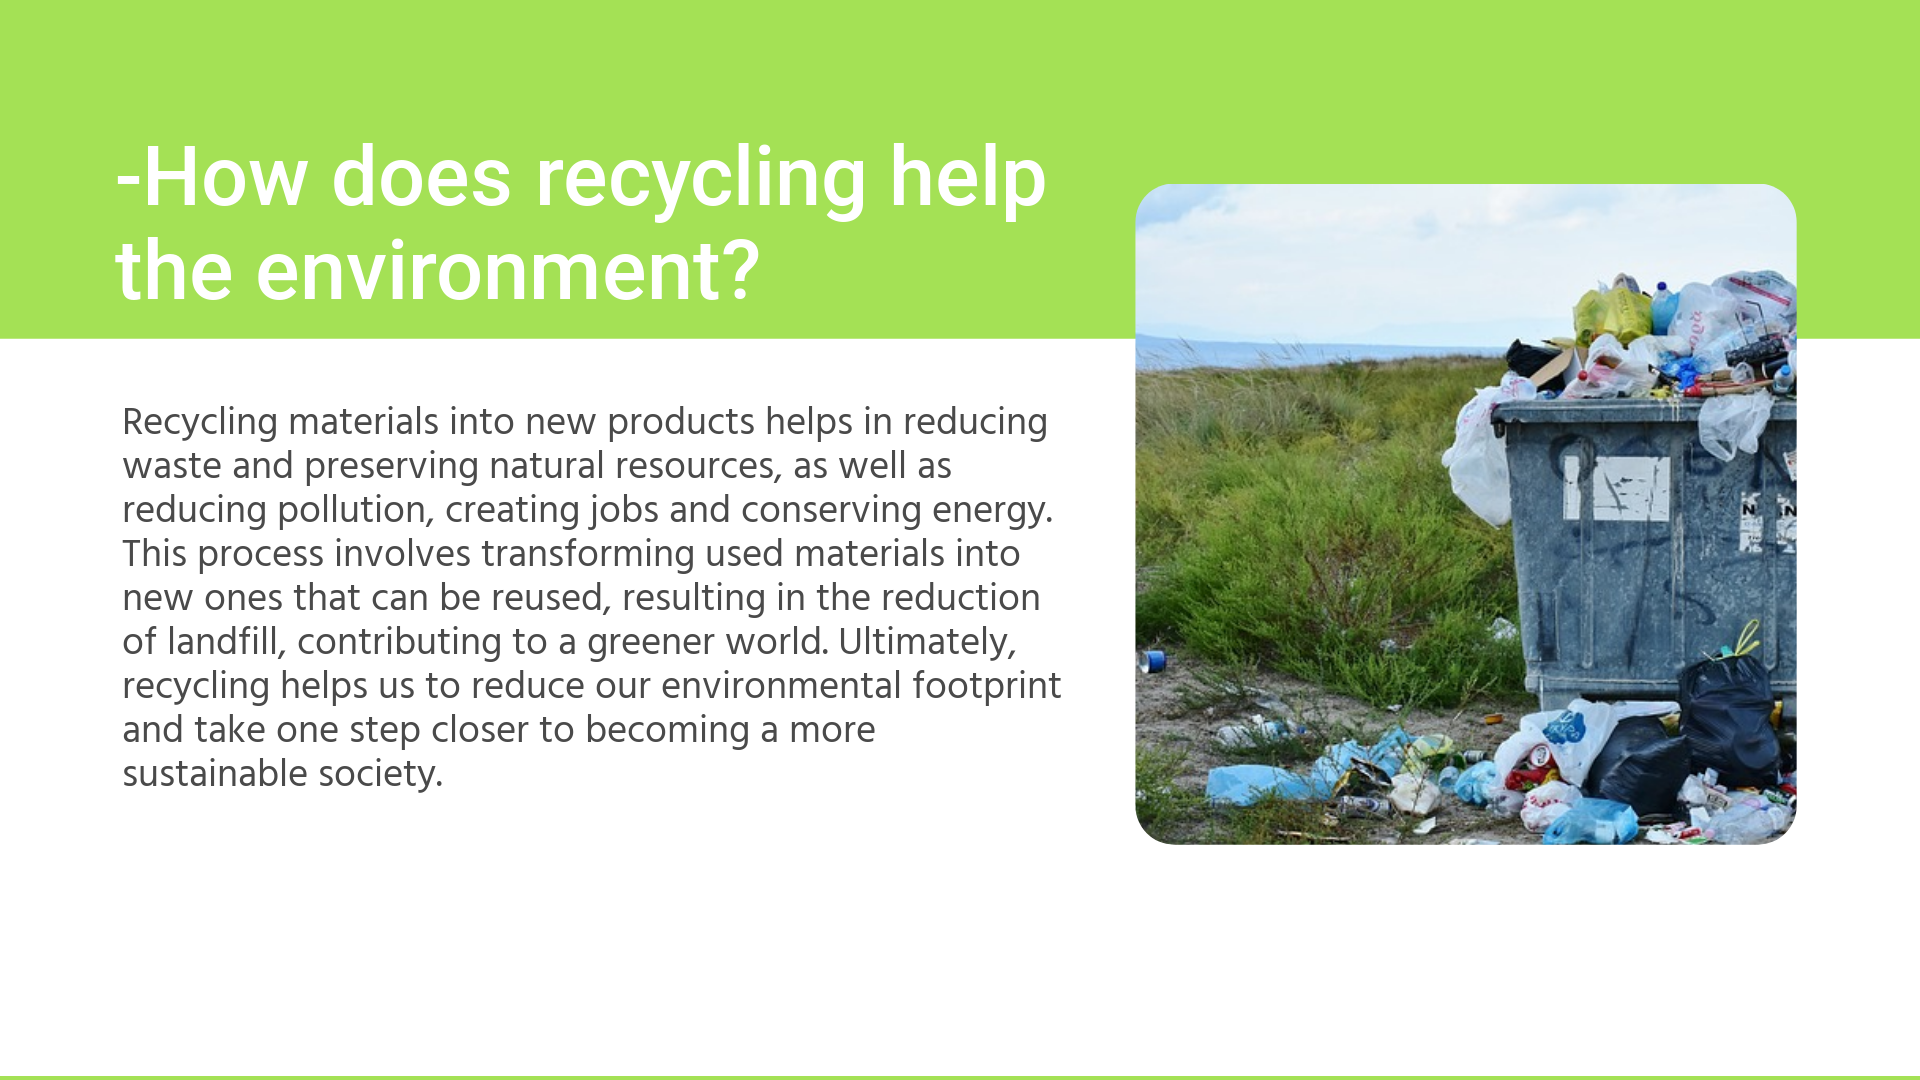 -How does recycling help
the environment?
Recycling materials into new products helps in reducing
waste and preserving natural resources, as well as
reducing pollution, creating jobs and conserving energy.
This process involves transforming used materials into
new ones that can be reused, resulting in the reduction
of landfill, contributing to a greener world. Ultimately,
recycling helps us to reduce our environmental footprint
and take one step closer to becoming a more
sustainable society.